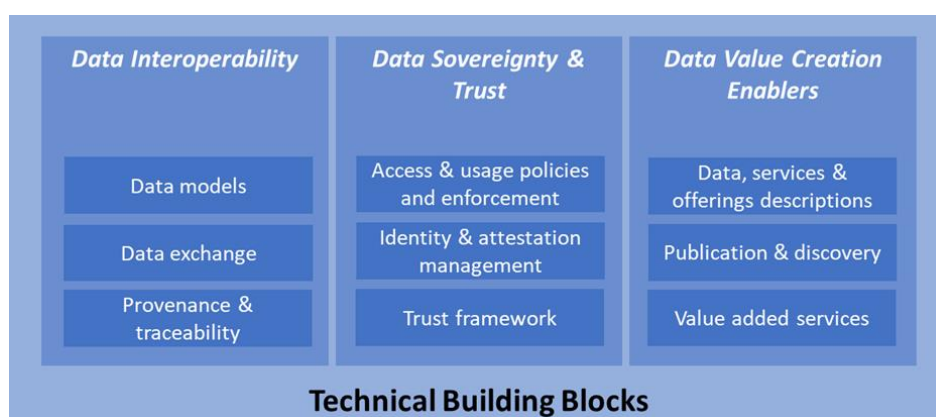 Data Interoperability
Data models
Data exchange
Provenance &
traceability
Data Sovereignty &
Trust
Access & usage policies
and enforcement
Identity & attestation
management
Trust framework
Data Value Creation
Enablers
Data, services &
offerings descriptions
Publication & discovery
Value added services
Technical Building Blocks